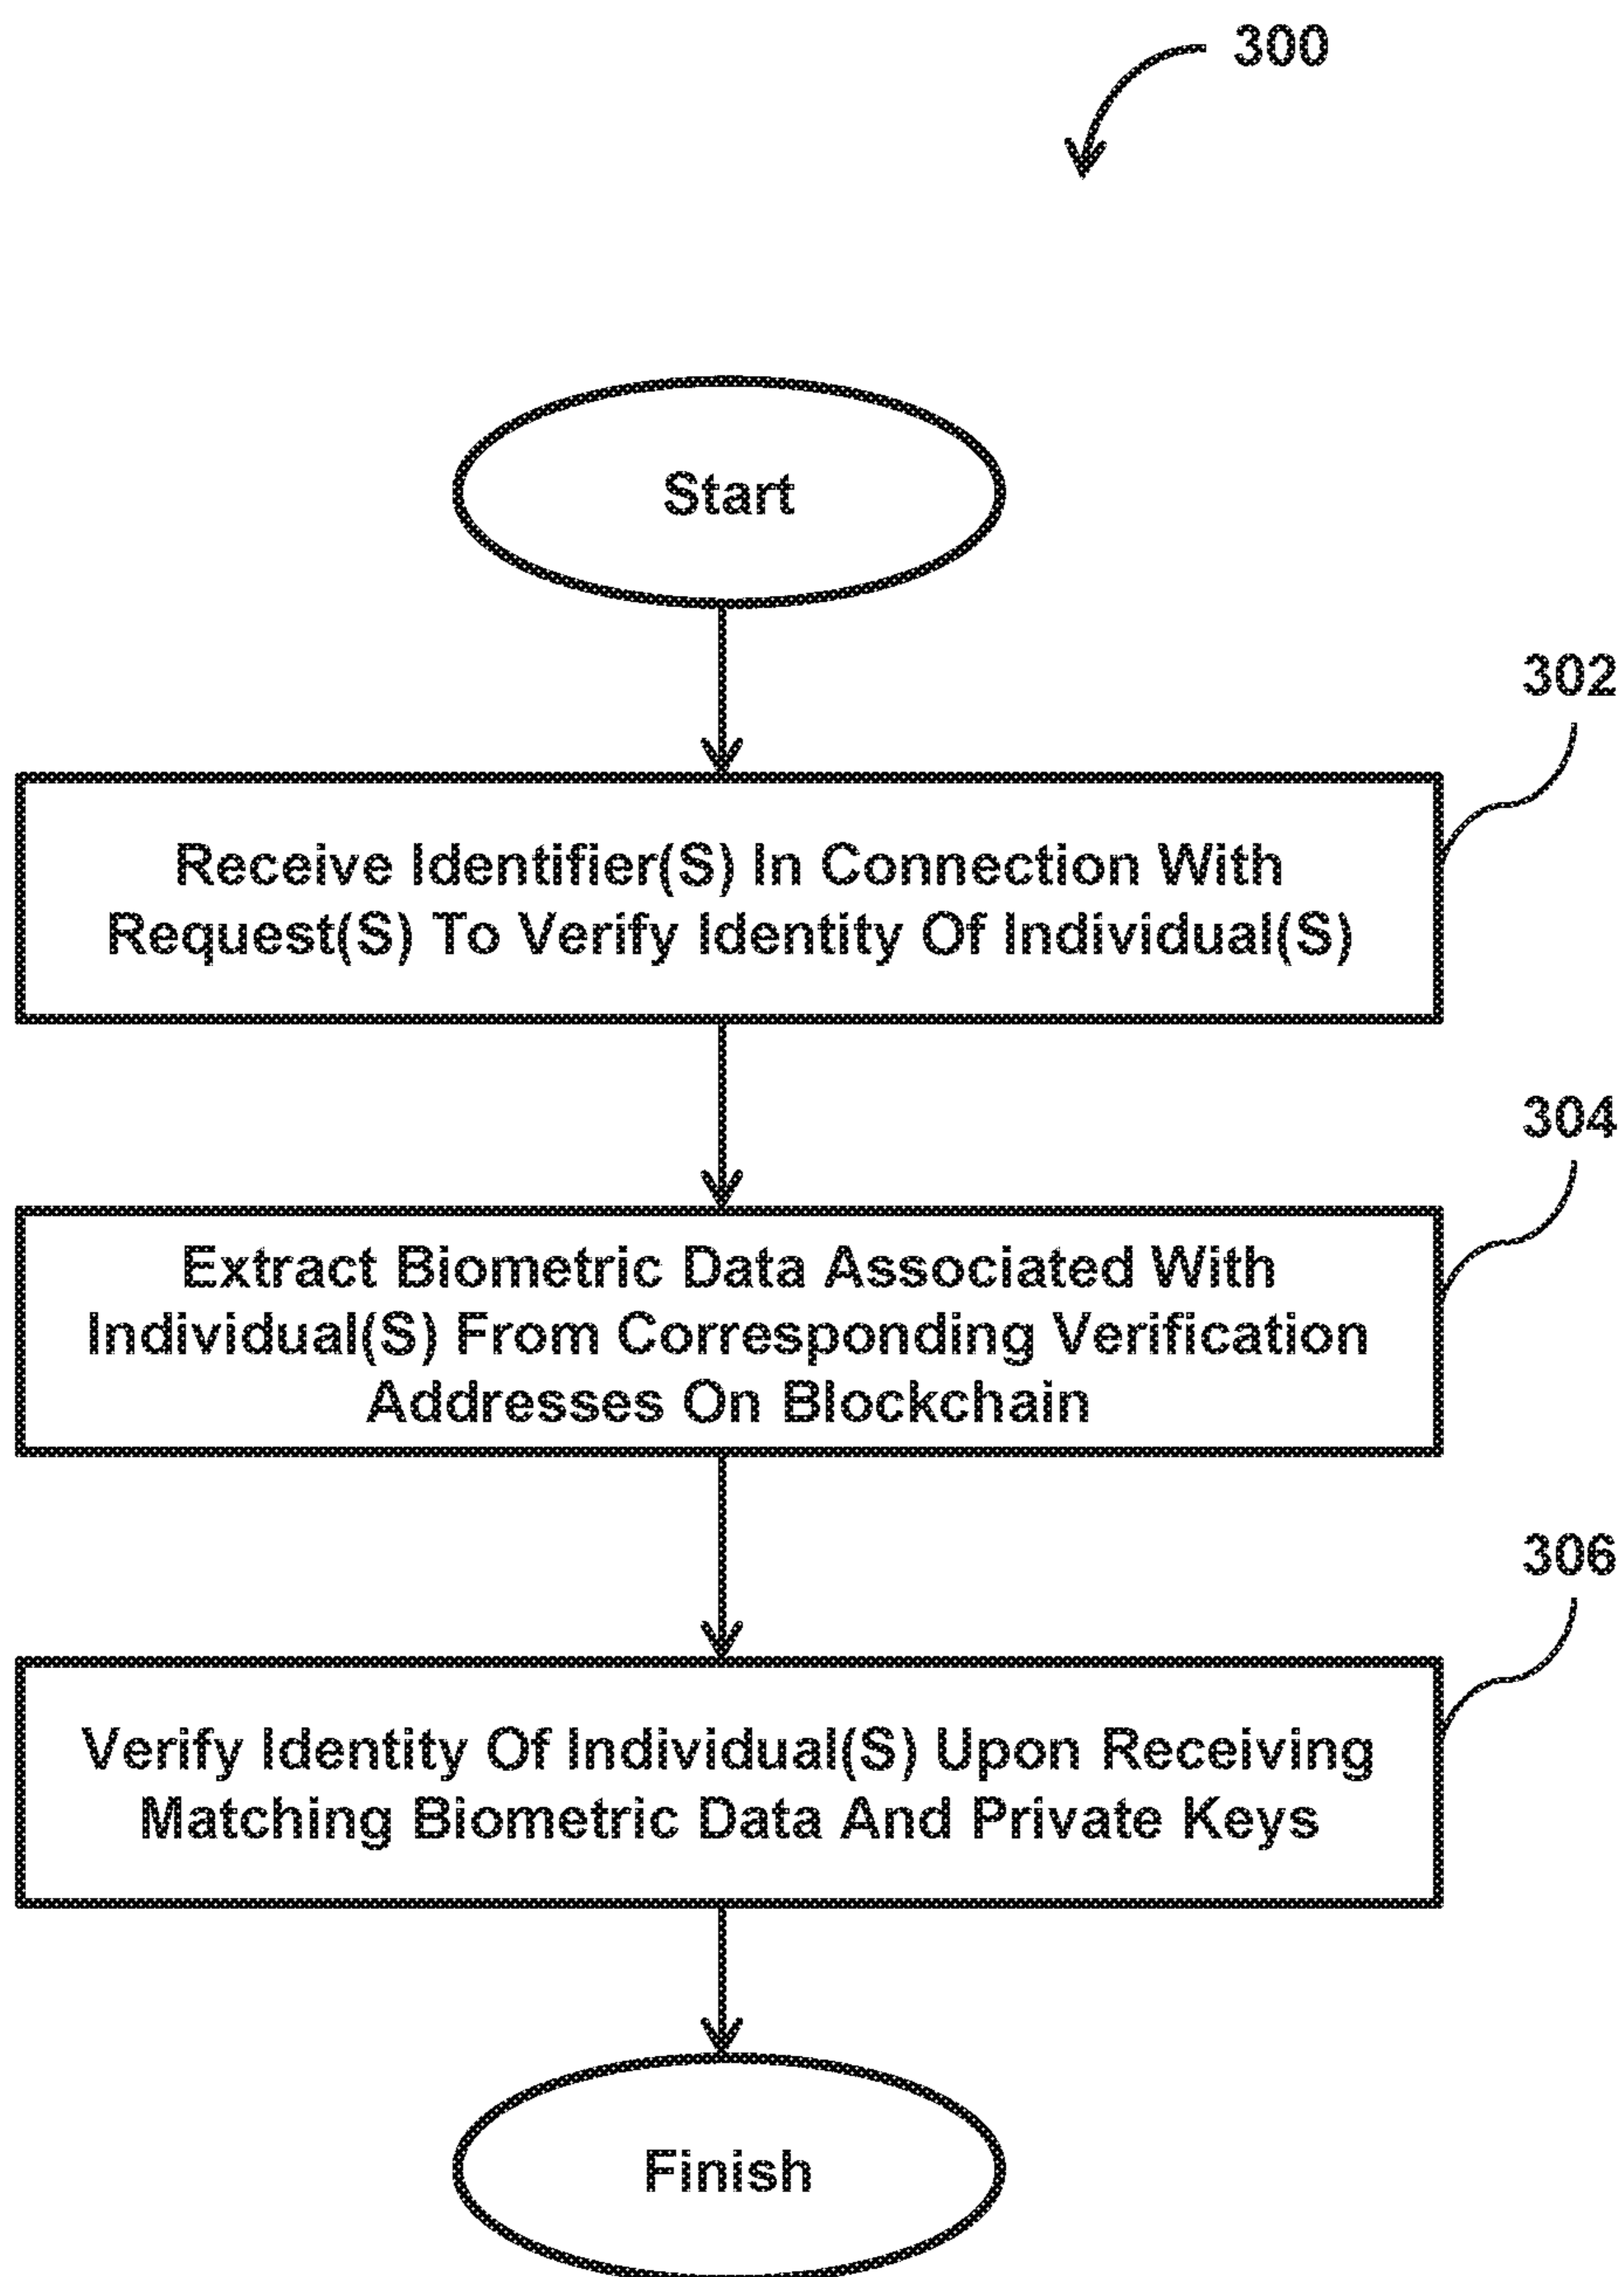 300
Start
302
Receive Identifier(S) In Connection With
Request(S) To Verify Identity Of Individual(S)
304
Extract Biometric Data Associated With
Individual(S) From Corresponding Verification
Addresses On Blockchain
306
Verify Identity Of Individual(S) Upon Receiving
Matching Biometric Data And Private Keys
Finish